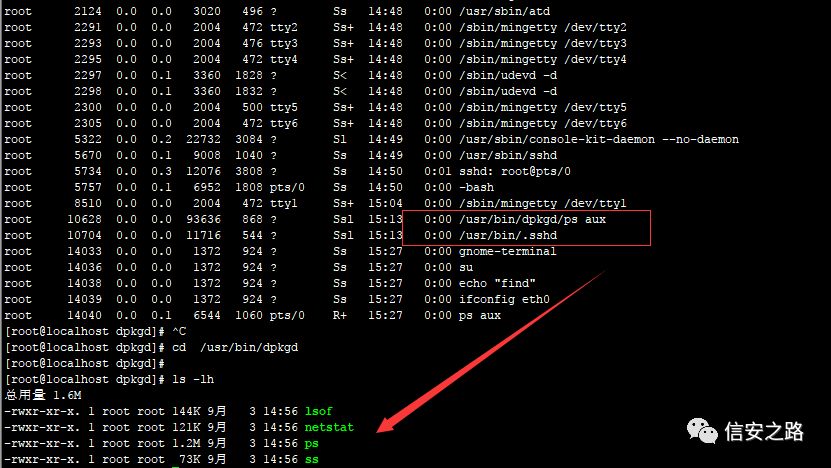 root 2124 0.0 0.0 3020 496 ? Ss 14:48 0:00 /usr/sbin/atd
root 2291 0.0 0.0 2004 472 tty2 Ss+ 14:48 0:00 /sbin/mingetty /dev/tty2
root 2293 0.0 0.0 2004 476 tty3 Ss+ 14:48 0:00 /sbin/mingetty /dev/tty3
root 2295 0.0 0.0 2004 472 tty4 Ss+ 14:48 0:00 /sbin/mingetty /dev/tty4
root 2297 0.0 0.1 3360 1828 ? S< 14:48 0:00 /sbin/udevd -d
root 2298 0.0 0.1 3360 1832 ? S< 14:48 0:00 /sbin/udevd -d
root 2300 0.0 0.0 2004 500 tty5 Ss+ 14:48 0:00 /sbin/mingetty /dev/tty5
root 2305 0.0 0.0 2004 472 tty6 Ss+ 14:48 0:00 /sbin/mingetty /dev/tty6
root 5322 0.0 0.2 22732 3084 ? Sl 14:49 0:00 /usr/sbin/console-kit-daemon --no-daemon
root 5670 0.0 0.1 9008 1040 ? Ss 14:49 0:00 /usr/sbin/sshd
root 5734 0.0 0.3 12076 3808 ? Ss 14:50 0:01 sshd: root@pts/0
root 5757 0.0 0.1 6952 1808 pts/0 Ss 14:50 0:00 -bash
root 8510 0.0 0.0 2004 472 tty1 Ss+ 15:04 0:00 /sbin/mingetty /dev/tty1
root 10628 0.0 0.0 93636 868 ? Ssl 15:13 0:00 /usr/bin/dpkgd/ps aux
root 10704 0.0 0.0 11716 544 ? Ssl 15:13 0:00 /usr/bin/.sshd
root 14033 0.0 0.0 1372 924 ? Ss 15:27 0:00 gnome-terminal
root 14036 0.0 0.0 1372 924 ? Ss 15:27 0:00 su
root 14038 0.0 0.0 1372 924 ? Ss 15:27 0:00 echo "find"
root 14039 0.0 0.0 1372 924 ? Ss 15:27 0:00 ifconfig eth0
root 14040 0.0 0.1 6544 1060 pts/0 R+ 15:27 0:00 ps aux
[root@localhost dpkgd]# ^C
[root@localhost dpkgd]# cd /usr/bin/dpkgd
[root@localhost dpkgd]#
[root@localhost dpkgd]# ls -lh
总用量 1.6M
-rwxr-xr-x. 1 root root 144K 9月 3 14:56 lsof
-rwxr-xr-x. 1 root root 121K 9月 3 14:56 netstat
-rwxr-xr-x. 1 root root 1.2M 9月 3 14:56 ps
-rwxr-xr-x. 1 root root 73K 9月 3 14:56 ss
信安之路